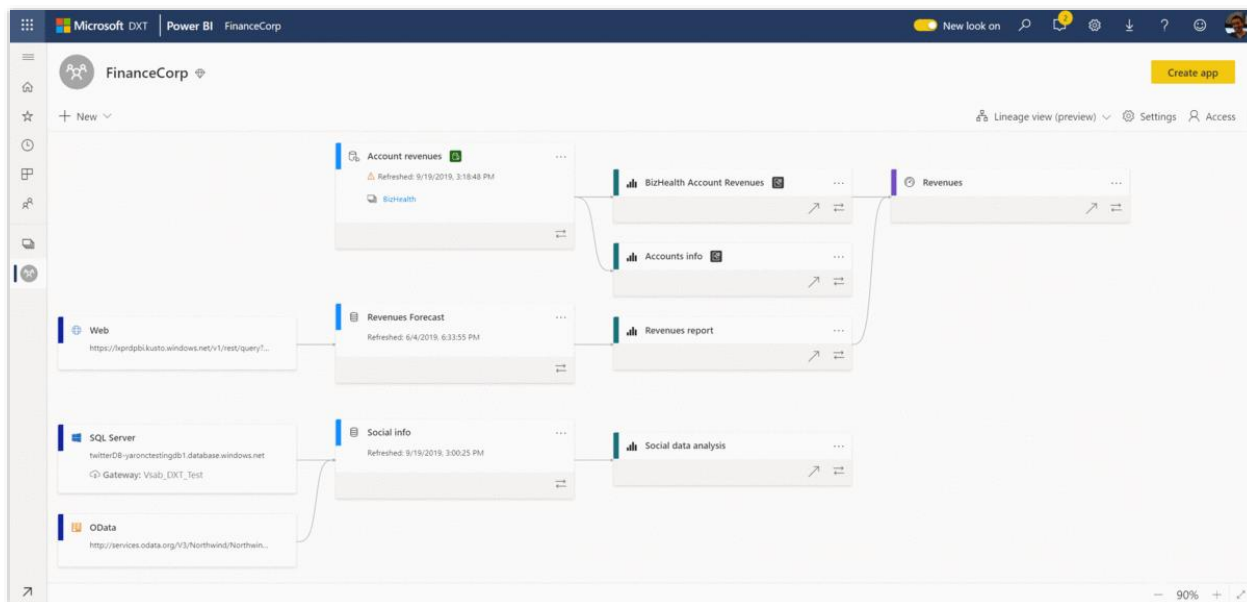 Microsoft DXT Power BI FinanceCorp New look on 2 ?
FinanceCorp Create app
New Lineage view (preview) Settings Access
Account revenues
Refreshed: 9/19/2019, 3:18:48 PM
BizHealth
BizHealth Account Revenues
Revenues
Accounts info
Web
https://lxprdpbi.kusto.windows.net/v1/rest/query?...
Revenues Forecast
Refreshed: 6/4/2019, 6:33:55 PM
Revenues report
SQL Server
twitterDB-yaronctestingdb1.database.windows.net
Gateway: Vsab_DXT_Test
Social info
Refreshed: 9/19/2019, 3:00:25 PM
Social data analysis
OData
http://services.odata.org/V3/Northwind/Northwin...
90%